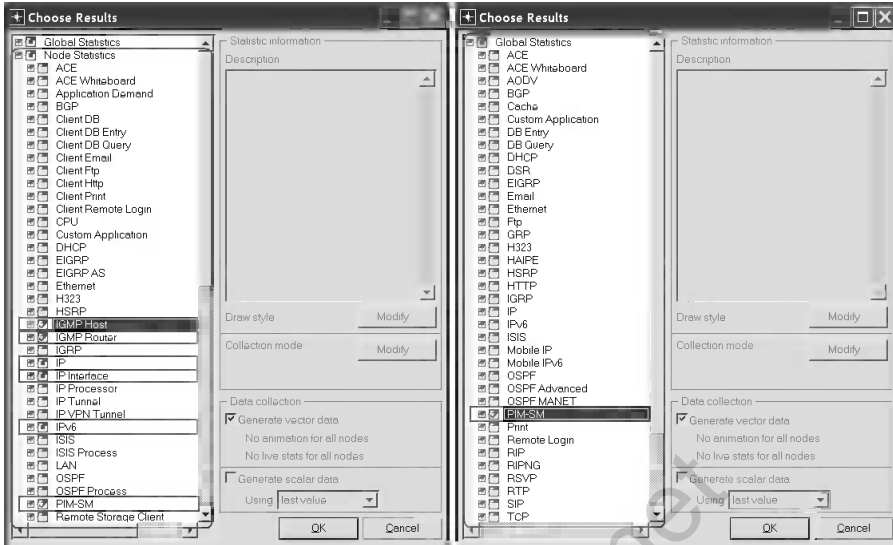 Choose Results
Global Statistics
Node Statistics
ACE
ACE Whiteboard
Application Demand
BGP
Client DB
Client DB Entry
Client DB Query
Client Email
Client Ftp
Client Http
Client Print
Client Remote Login
CPU
Custom Application
DHCP
EIGRP
EIGRP AS
Ethernet
H323
HSRP
IGMP Host
IGMP Router
IGRP
IP
IP Interface
IP Processor
IP Tunnel
IP VPN Tunnel
IPv6
ISIS
ISIS Process
LAN
OSPF
OSPF Process
PIM-SM
Remote Storage Client
Statistic information
Description
Draw style
Modify
Collection mode
Modify
Data collection
Generate vector data
No animation for all nodes
No live stats for all nodes
Generate scalar data
Using last value
OK Cancel
Choose Results
Global Statistics
ACE
ACE Whiteboard
AODV
BGP
Cache
Custom Application
DB Entry
DB Query
DHCP
DSR
EIGRP
Email
Ethernet
Ftp
GRP
H323
HAIPE
HSRP
HTTP
IGRP
IP
IPv6
ISIS
Mobile IP
Mobile IPv6
OSPF
OSPF Advanced
OSPF MANET
PIM-SM
Print
Remote Login
RIP
RIPNG
RSVP
RTP
SIP
TCP
Statistic information
Description
Draw style
Modify
Collection mode
Modify
Data collection
Generate vector data
No animation for all nodes
No live stats for all nodes
Generate scalar data
Using last value
OK Cancel